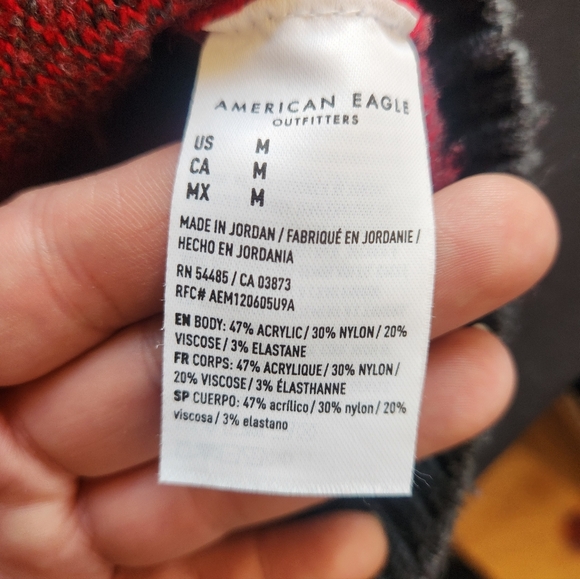 AMERICAN EAGLE
OUTFITTERS
US M
CA M
MX M
MADE IN JORDAN / FABRIQUÉ EN JORDANIE /
HECHO EN JORDANIA
RN 54485 / CA 03873
RFC# AEM120605U9A
EN BODY: 47% ACRYLIC / 30% NYLON / 20%
VISCOSE / 3% ELASTANE
FR CORPS: 47% ACRYLIQUE / 30% NYLON /
20% VISCOSE / 3% ÉLASTHANNE
SP CUERPO: 47% acrílico / 30% nylon / 20%
viscosa / 3% elastano